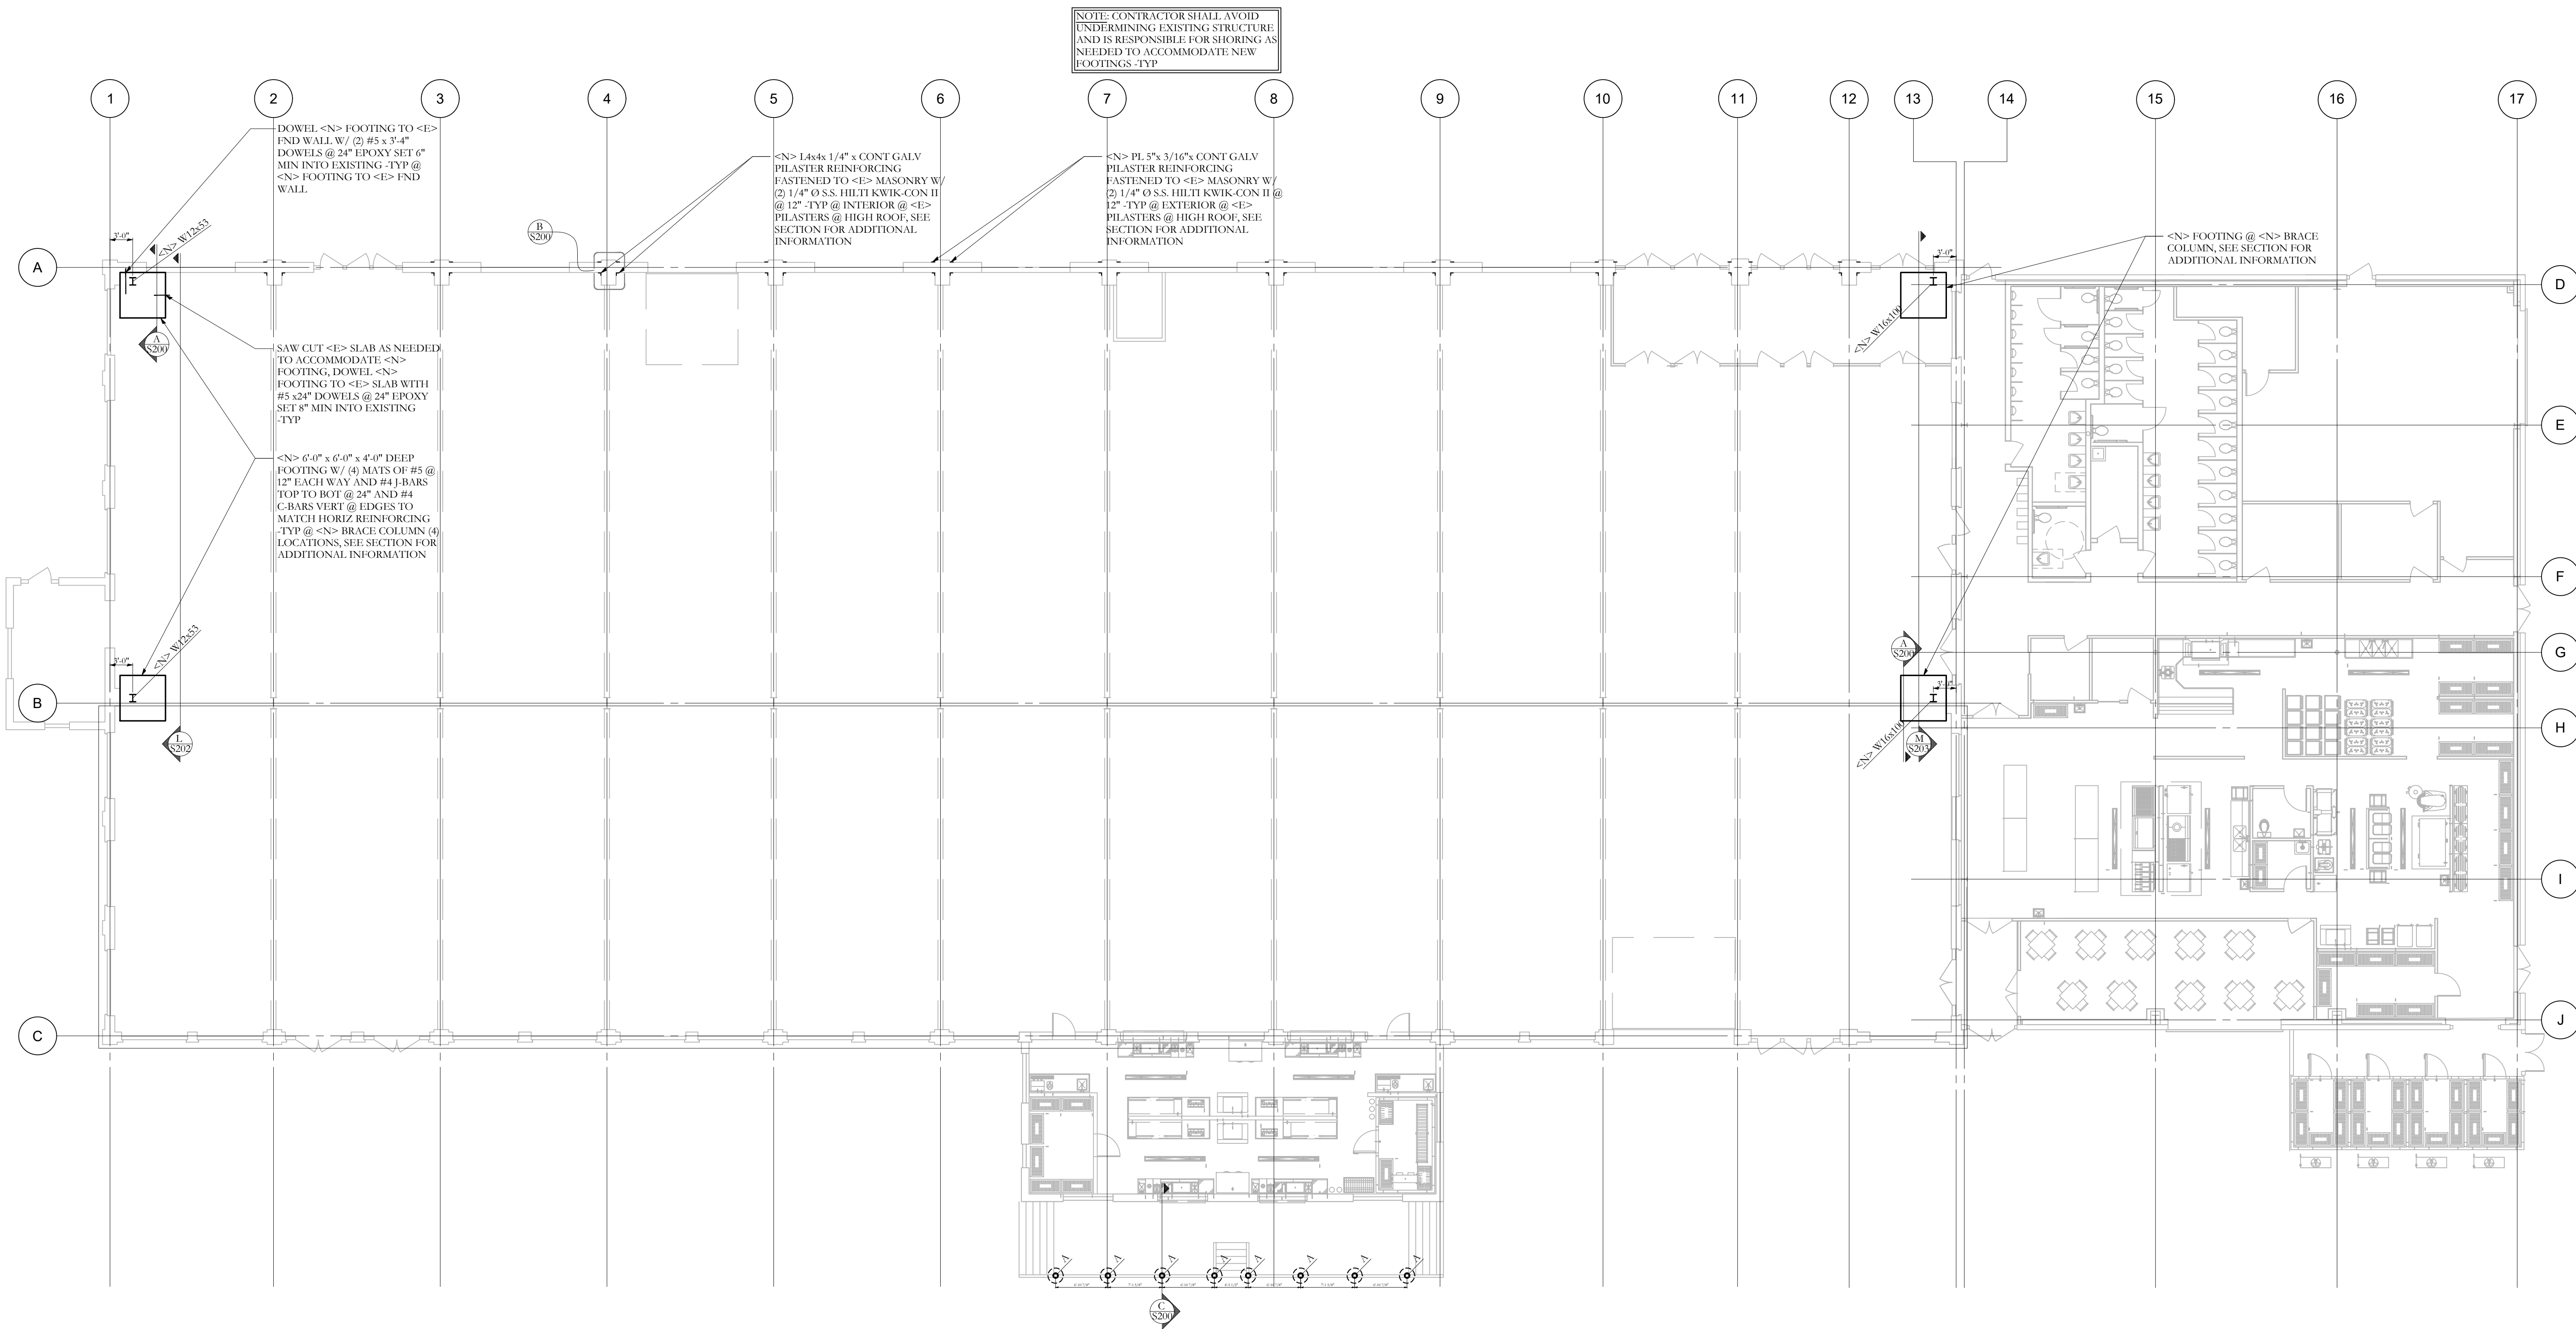 NOTE: CONTRACTOR SHALL AVOID
UNDERMINING EXISTING STRUCTURE
AND IS RESPONSIBLE FOR SHORING AS
NEEDED TO ACCOMMODATE NEW
FOOTINGS -TYP
1
2
3
4
5
6
7
8
9
10
11
12
13
14
15
16
17
DOWEL <N> FOOTING TO <E>
FND WALL W/ (2) #5 x 3'-4"
DOWELS @ 24" EPOXY SET 6"
MIN INTO EXISTING -TYP @
<N> FOOTING TO <E> FND
WALL
<N> L4x4x 1/4" x CONT GALV
PILASTER REINFORCING
FASTENED TO <E> MASONRY W/
(2) 1/4" Ø S.S. HILTI KWIK-CON II
@ 12" -TYP @ INTERIOR @ <E>
PILASTERS @ HIGH ROOF, SEE
SECTION FOR ADDITIONAL
INFORMATION
<N> PL 5"x 3/16"x CONT GALV
PILASTER REINFORCING
FASTENED TO <E> MASONRY W/
(2) 1/4" Ø S.S. HILTI KWIK-CON II @
12" -TYP @ EXTERIOR @ <E>
PILASTERS @ HIGH ROOF, SEE
SECTION FOR ADDITIONAL
INFORMATION
<N> FOOTING @ <N> BRACE
COLUMN, SEE SECTION FOR
ADDITIONAL INFORMATION
3'-0"
<N> W12x53
B
S200
3'-0"
A
D
<N> W16x100
A
S200
SAW CUT <E> SLAB AS NEEDED
TO ACCOMMODATE <N>
FOOTING, DOWEL <N>
FOOTING TO <E> SLAB WITH
#5 x24" DOWELS @ 24" EPOXY
SET 8" MIN INTO EXISTING
-TYP
E
<N> 6'-0" x 6'-0" x 4'-0" DEEP
FOOTING W/ (4) MATS OF #5 @
12" EACH WAY AND #4 J-BARS
TOP TO BOT @ 24" AND #4
C-BARS VERT @ EDGES TO
MATCH HORIZ REINFORCING
-TYP @ <N> BRACE COLUMN (4)
LOCATIONS, SEE SECTION FOR
ADDITIONAL INFORMATION
F
<N> W12x53
3'-0"
A
S200
G
3'-0"
B
<N> W16x100
H
L
S202
M
S203
I
C
J
A
A
A
A
A
A
A
A
C
S200